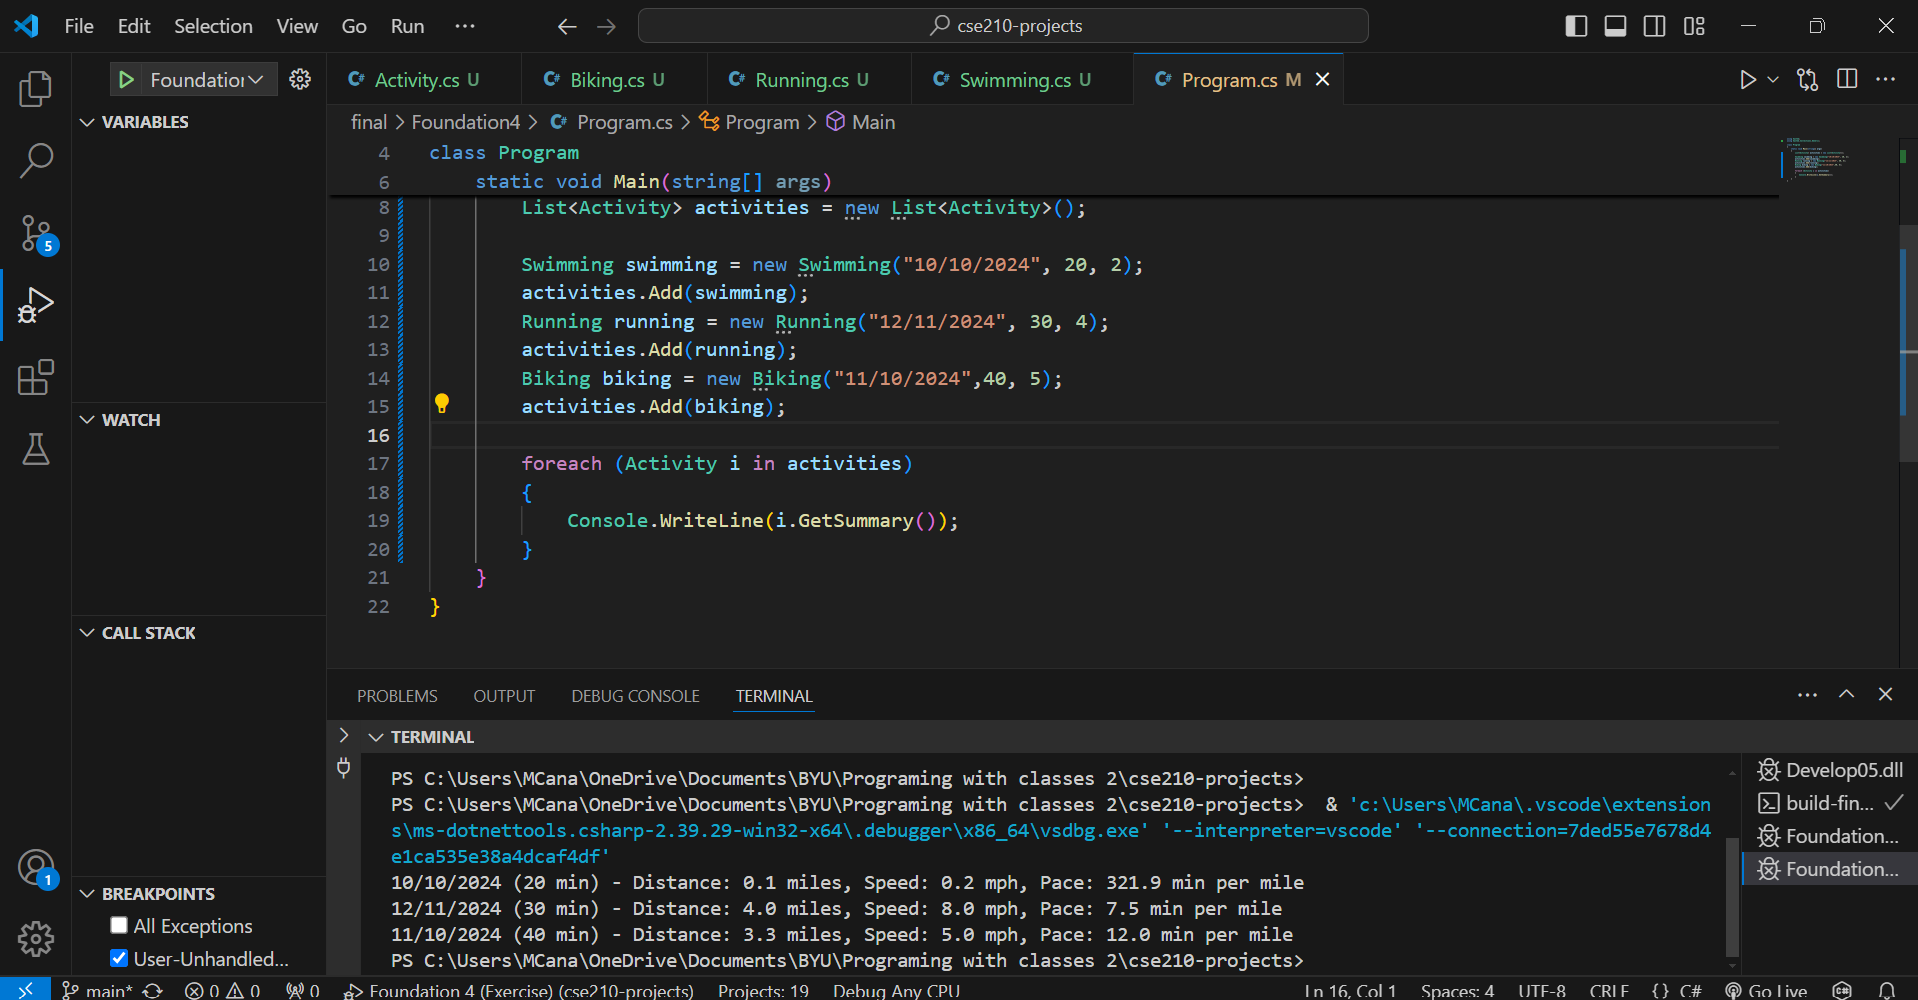 File Edit Selection View Go Run ··· cse210-projects
Foundation
Activity.cs U Biking.cs U Running.cs U Swimming.cs U Program.cs M
VARIABLES
final > Foundation4 > Program.cs > Program > Main
4 class Program
6 static void Main(string[] args)
8 List<Activity> activities = new List<Activity>();
9
10 Swimming swimming = new Swimming("10/10/2024", 20, 2);
11 activities.Add(swimming);
12 Running running = new Running("12/11/2024", 30, 4);
13 activities.Add(running);
14 Biking biking = new Biking("11/10/2024",40, 5);
15 activities.Add(biking);
16
17 foreach (Activity i in activities)
18 {
19 Console.WriteLine(i.GetSummary());
20 }
21 }
22 }
5
WATCH
CALL STACK
BREAKPOINTS
All Exceptions
User-Unhandled...
1
PROBLEMS OUTPUT DEBUG CONSOLE TERMINAL
TERMINAL
PS C:\Users\MCana\OneDrive\Documents\BYU\Programing with classes 2\cse210-projects>
PS C:\Users\MCana\OneDrive\Documents\BYU\Programing with classes 2\cse210-projects> & 'c:\Users\MCana\.vscode\extension
s\ms-dotnettools.csharp-2.39.29-win32-x64\.debugger\x86_64\vsdbg.exe' '--interpreter=vscode' '--connection=7ded55e7678d4
e1ca535e38a4dcaf4df'
10/10/2024 (20 min) - Distance: 0.1 miles, Speed: 0.2 mph, Pace: 321.9 min per mile
12/11/2024 (30 min) - Distance: 4.0 miles, Speed: 8.0 mph, Pace: 7.5 min per mile
11/10/2024 (40 min) - Distance: 3.3 miles, Speed: 5.0 mph, Pace: 12.0 min per mile
PS C:\Users\MCana\OneDrive\Documents\BYU\Programing with classes 2\cse210-projects>
Develop05.dll
build-fin...
Foundation...
Foundation...
main* 0 0 0 Foundation 4 (Exercise) (cse210-projects) Projects: 19 Debug Any CPU Ln 16, Col 1 Spaces: 4 UTF-8 CRLF {} C# Go Live